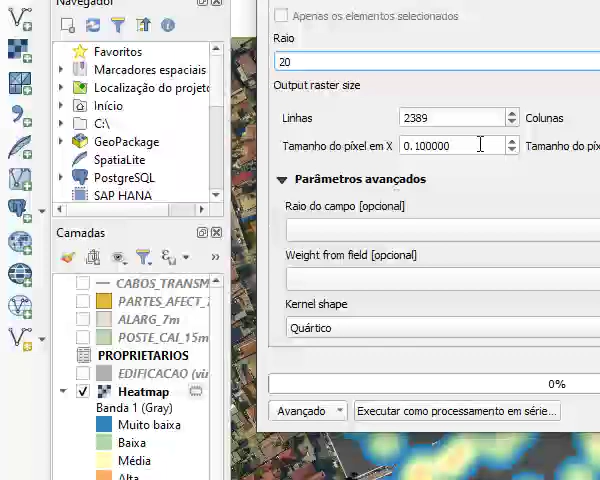 Navegador
Favoritos
Marcadores espaciais
Localização do projeto
Início
C:\
GeoPackage
SpatiaLite
PostgreSQL
SAP HANA
Camadas
»
CABOS_TRANSM
PARTES_AFECT_
ALARG_7m
POSTE_CAI_15m
PROPRIETARIOS
EDIFICACAO (vi
Heatmap
Banda 1 (Gray)
Muito baixa
Baixa
Média
Alta
Apenas os elementos selecionados
Raio
20
Output raster size
Linhas
2389
Colunas
Tamanho do píxel em X
0.100000
Tamanho do píx
Parâmetros avançados
Raio do campo [opcional]
Weight from field [opcional]
Kernel shape
Quártico
0%
Avançado
Executar como processamento em série...